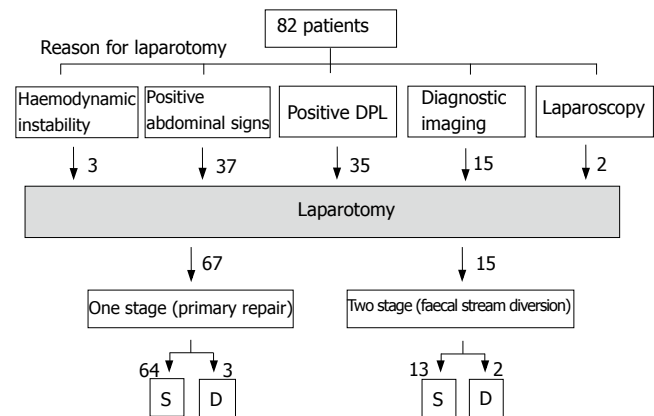 82 patients
Reason for laparotomy
Haemodynamic
instability
Positive
abdominal signs
Positive DPL
Diagnostic
imaging
Laparoscopy
3
37
35
15
2
Laparotomy
67
15
One stage (primary repair)
Two stage (faecal stream diversion)
64
3
13
2
S
D
S
D